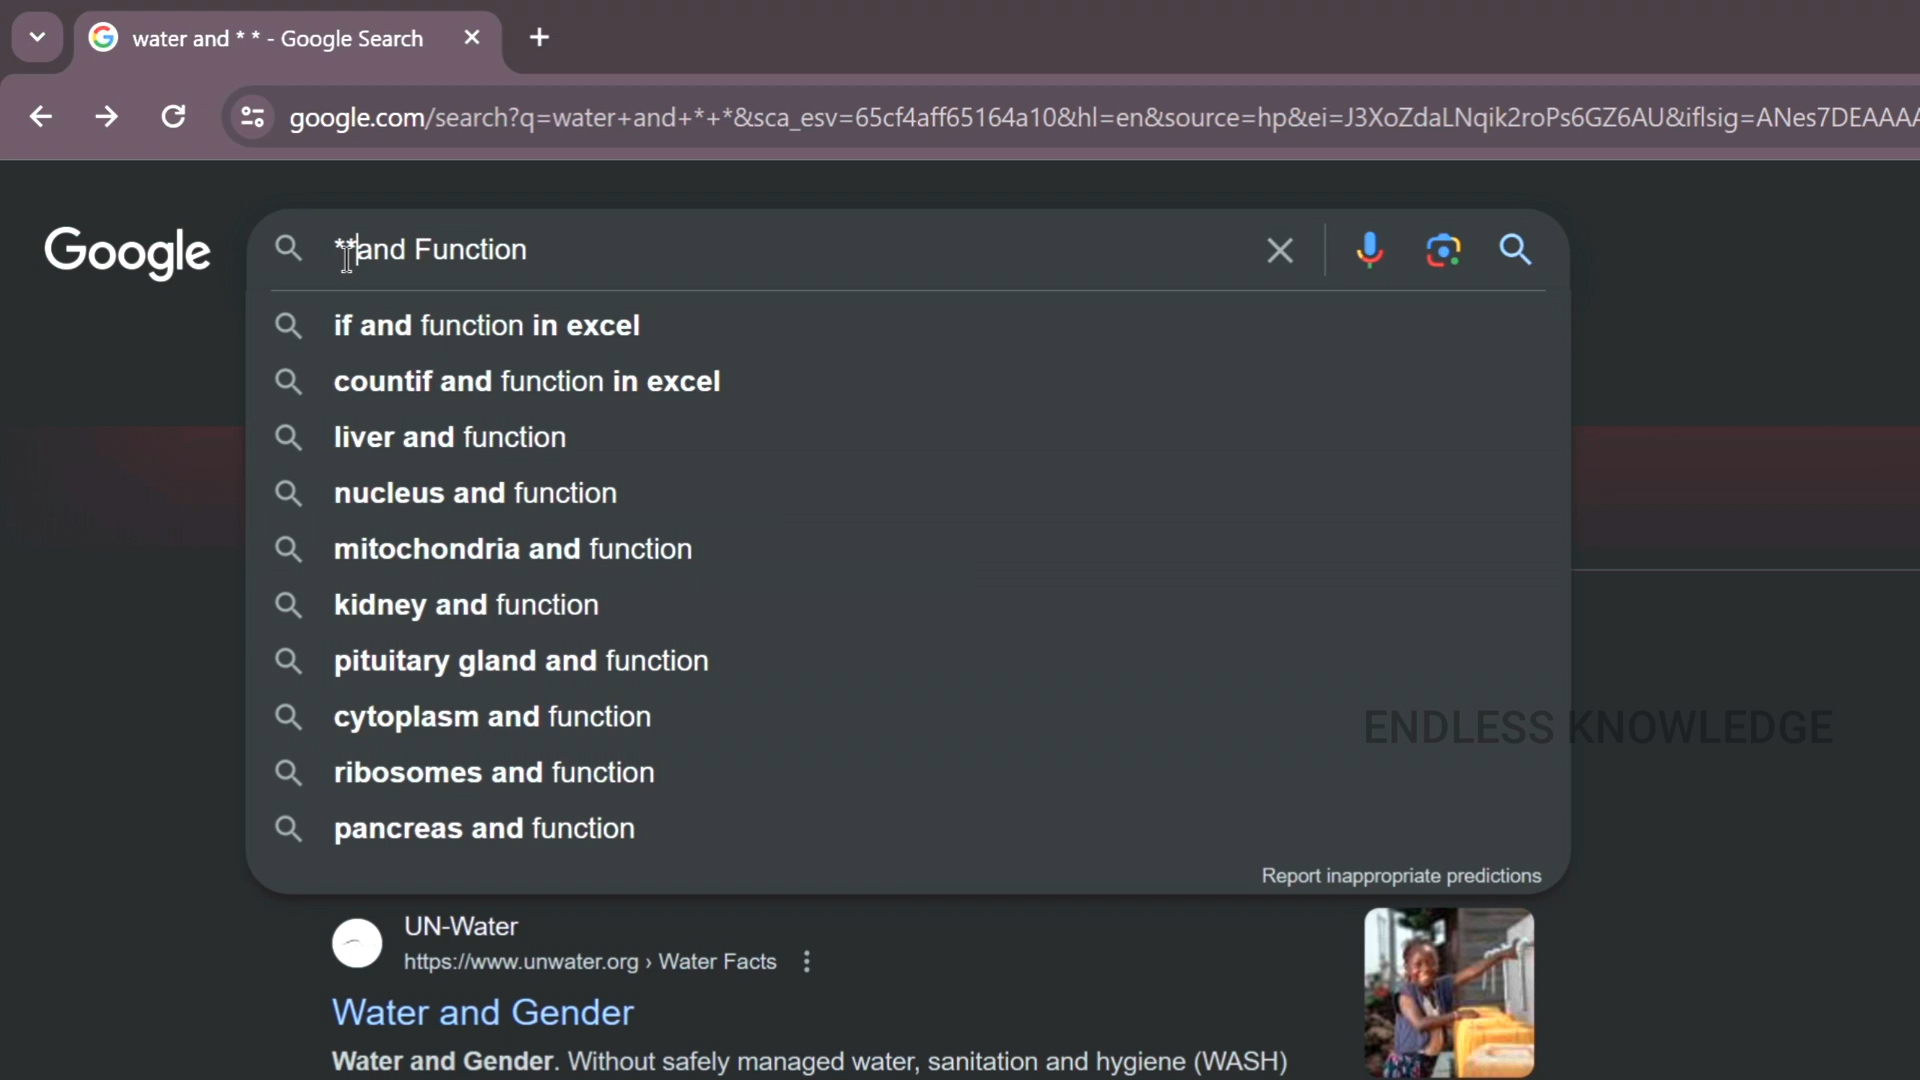 water and * * - Google Search
google.com/search?q=water+and+*+*&sca_esv=65cf4aff65164a10&hl=en&source=hp&ei=J3XoZdaLNqik2roPs6GZ6AU&iflsig=ANes7DEAAAA
Google
**and Function
if and function in excel
countif and function in excel
liver and function
nucleus and function
mitochondria and function
kidney and function
pituitary gland and function
cytoplasm and function
ENDLESS KNOWLEDGE
ribosomes and function
pancreas and function
Report inappropriate predictions
UN-Water
https://www.unwater.org › Water Facts
Water and Gender
Water and Gender. Without safely managed water, sanitation and hygiene (WASH)